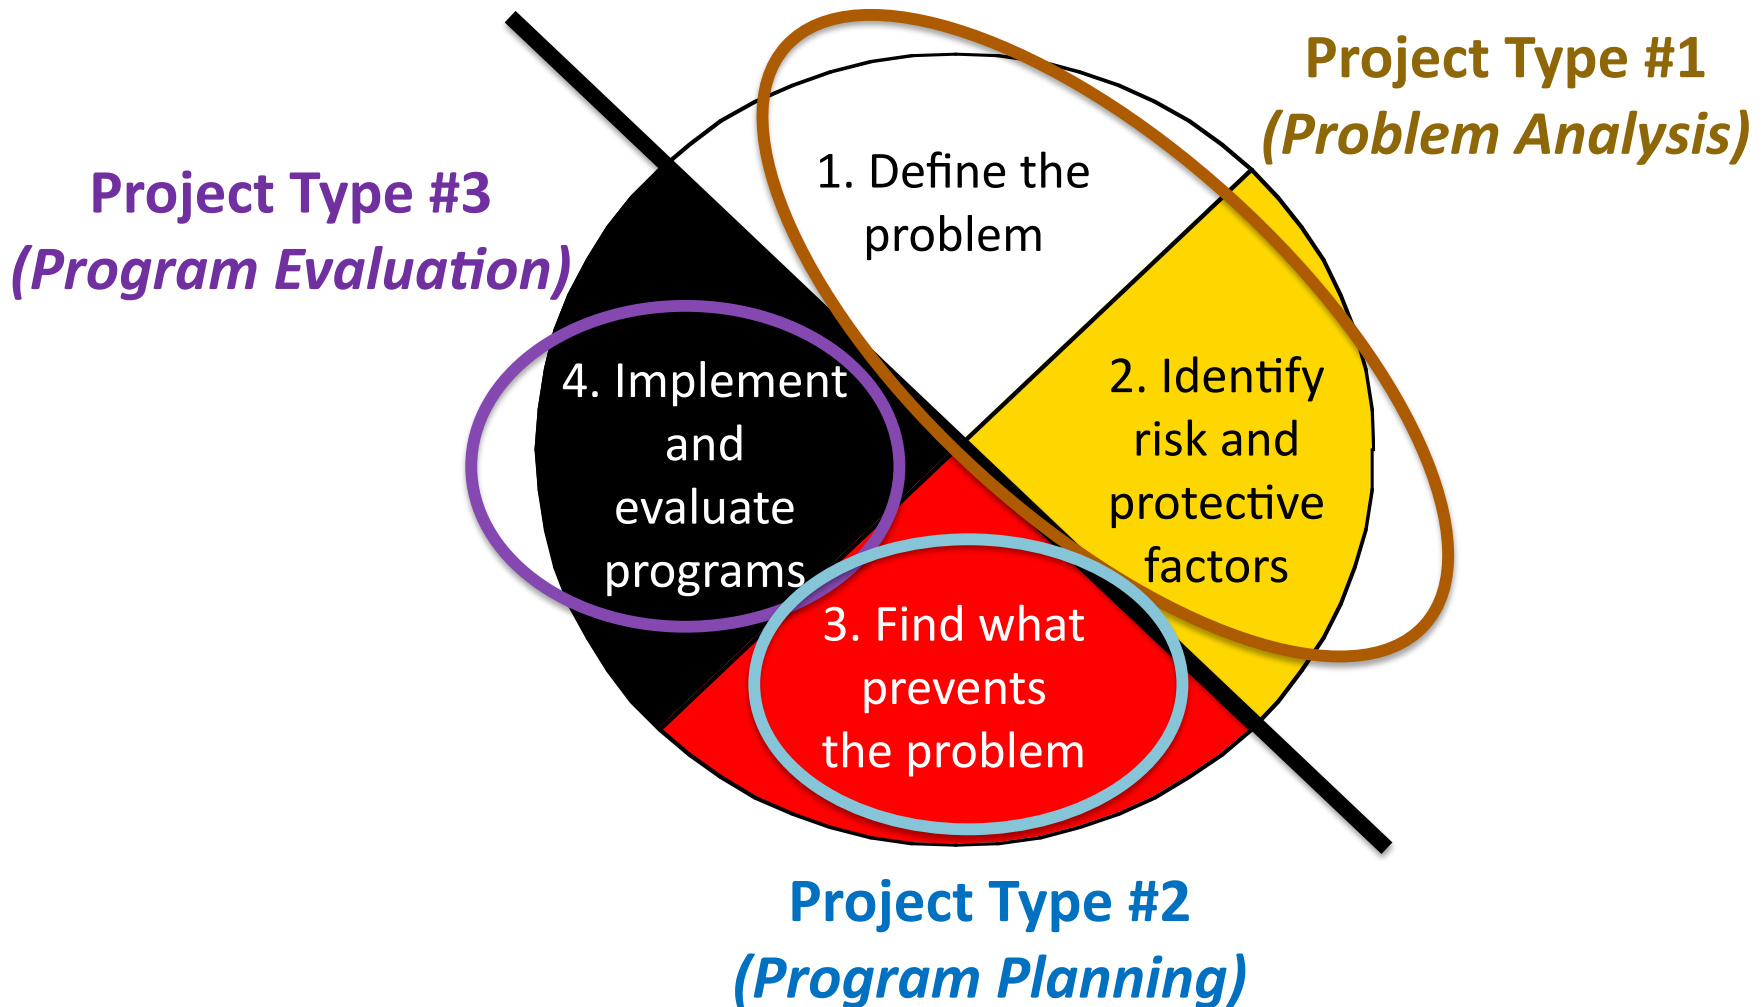 Project Type #1
(Problem Analysis)
1. Define the
problem
Project Type #3
(Program Evaluation)
2. Identify
risk and
protective
factors
4. Implement
and
evaluate
programs
3. Find what
prevents
the problem
Project Type #2
(Program Planning)